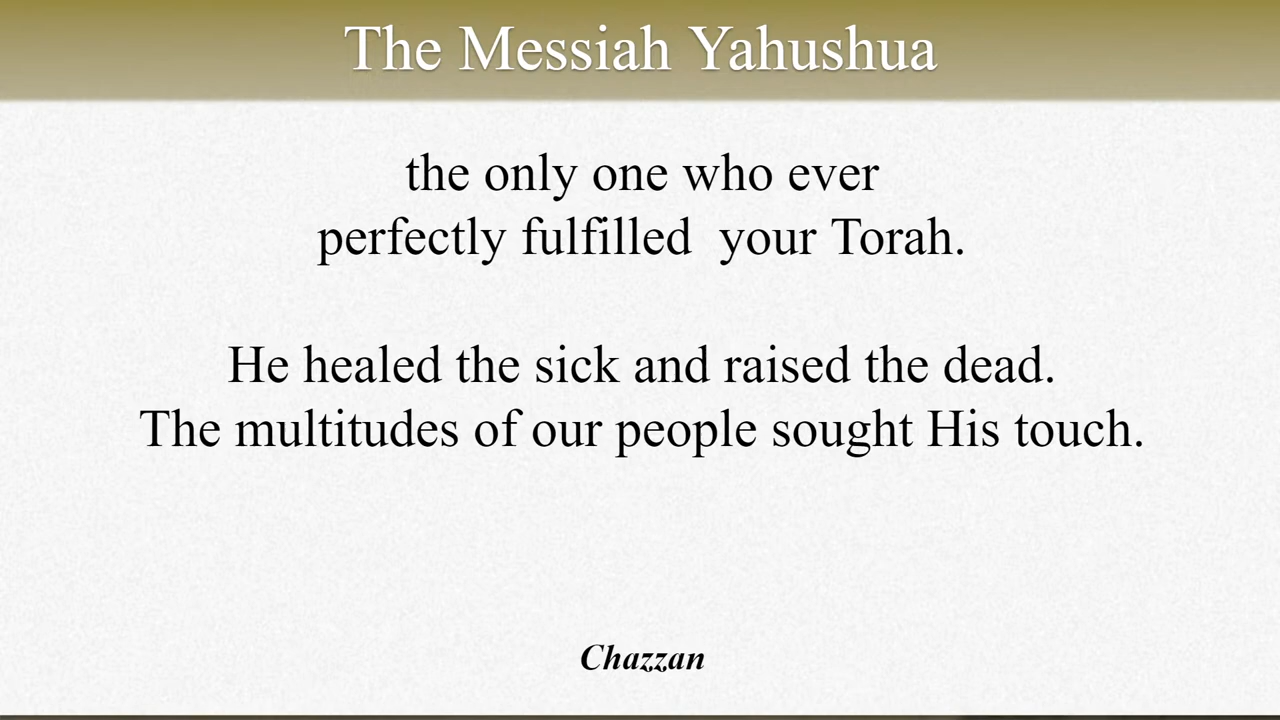 The Messiah Yahushua
the only one who ever
perfectly fulfilled  your Torah.
He healed the sick and raised the dead.
The multitudes of our people sought His touch.
Chazzan